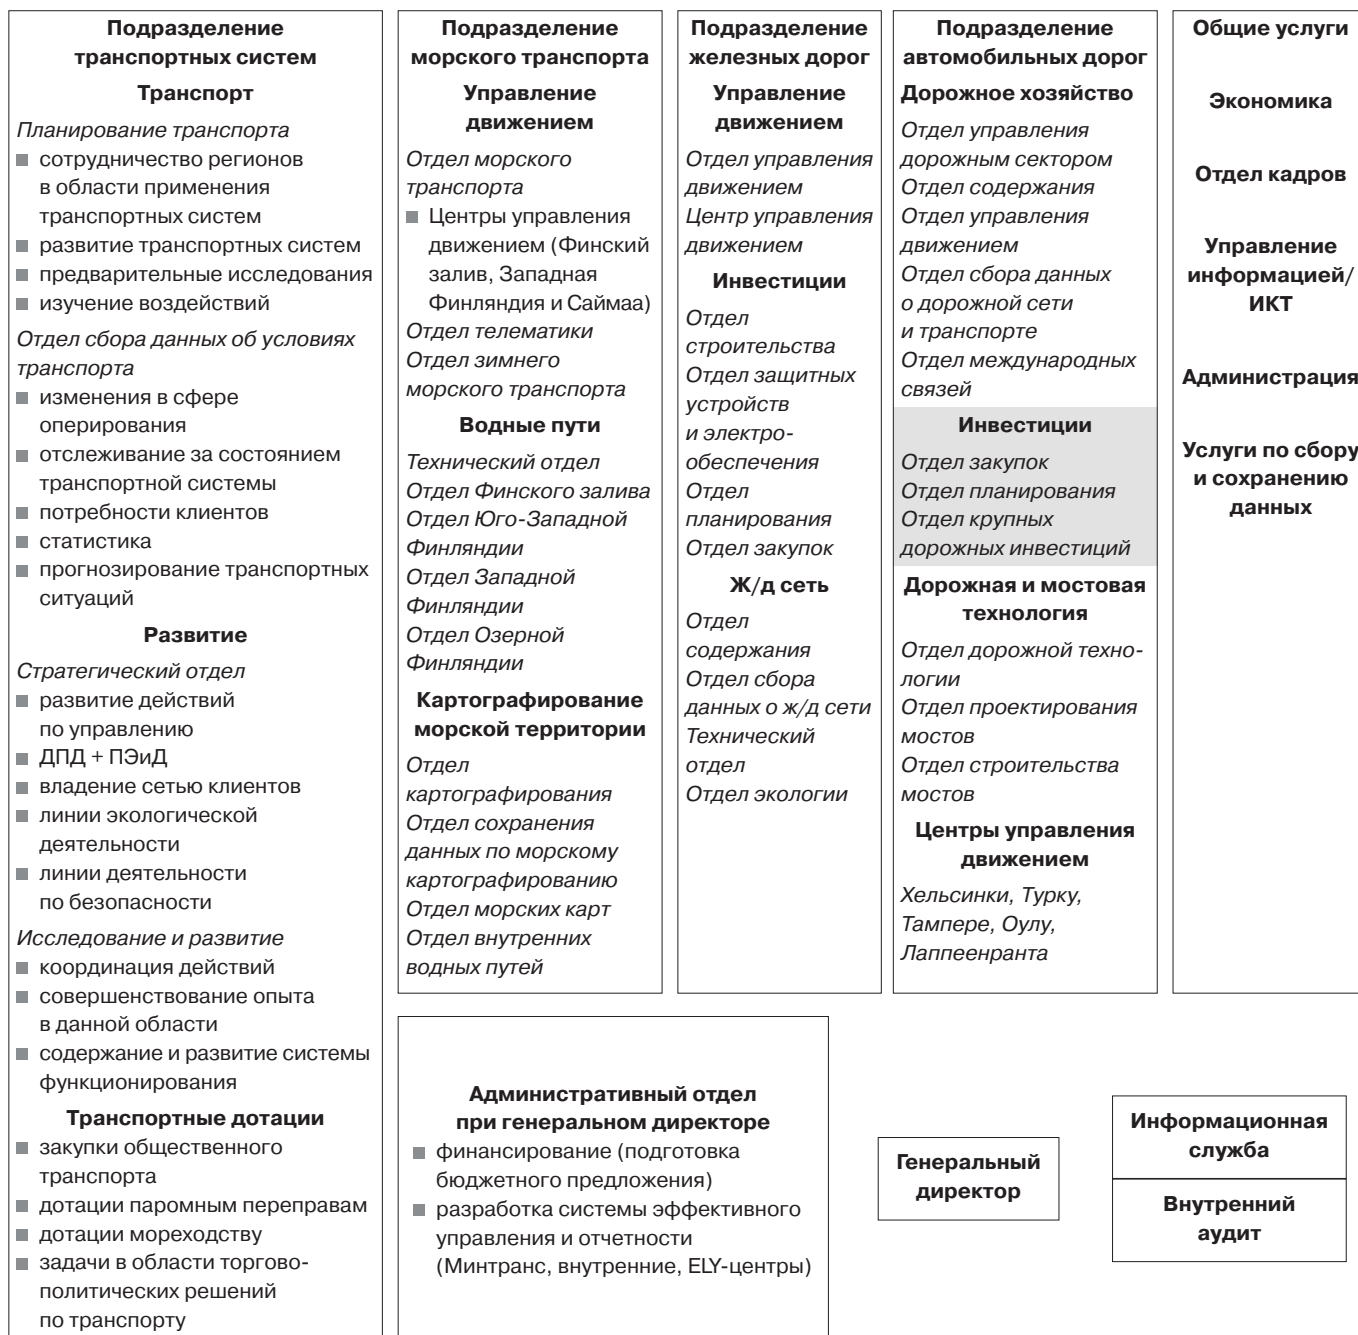 Подразделение
транспортных систем
Транспорт
Планирование транспорта
■ сотрудничество регионов
в области применения
транспортных систем
■ развитие транспортных систем
■ предварительные исследования
■ изучение воздействий
Отдел сбора данных об условиях
транспорта
■ изменения в сфере
оперирования
■ отслеживание за состоянием
транспортной системы
■ потребности клиентов
■ статистика
■ прогнозирование транспортных
ситуаций
Развитие
Стратегический отдел
■ развитие действий
по управлению
■ ДПД + ПЭиД
■ владение сетью клиентов
■ линии экологической
деятельности
■ линии деятельности
по безопасности
Исследование и развитие
■ координация действий
■ совершенствование опыта
в данной области
■ содержание и развитие системы
функционирования
Транспортные дотации
■ закупки общественного
транспорта
■ дотации паромным переправам
■ дотации мореходству
■ задачи в области торгово-
политических решений
по транспорту
Подразделение
морского транспорта
Управление
движением
Отдел морского
транспорта
■ Центры управления
движением (Финский
залив, Западная
Финляндия и Саймаа)
Отдел телематики
Отдел зимнего
морского транспорта
Водные пути
Технический отдел
Отдел Финского залива
Отдел Юго-Западной
Финляндии
Отдел Западной
Финляндии
Отдел Озерной
Финляндии
Картографирование
морской территории
Отдел
картографирования
Отдел сохранения
данных по морскому
картографированию
Отдел морских карт
Отдел внутренних
водных путей
Подразделение
железных дорог
Управление
движением
Отдел управления
движением
Центр управления
движением
Инвестиции
Отдел
строительства
Отдел защитных
устройств
и электро-
обеспечения
Отдел
планирования
Отдел закупок
Ж/д сеть
Отдел
содержания
Отдел сбора
данных о ж/д сети
Технический
отдел
Отдел экологии
Подразделение
автомобильных дорог
Дорожное хозяйство
Отдел управления
дорожным сектором
Отдел содержания
Отдел управления
движением
Отдел сбора данных
о дорожной сети
и транспорте
Отдел международных
связей
Инвестиции
Отдел закупок
Отдел планирования
Отдел крупных
дорожных инвестиций
Дорожная и мостовая
технология
Отдел дорожной техно-
логии
Отдел проектирования
мостов
Отдел строительства
мостов
Центры управления
движением
Хельсинки, Турку,
Тампере, Оулу,
Лаппеенранта
Общие услуги
Экономика
Отдел кадров
Управление
информацией/
ИКТ
Администрация
Услуги по сбору
и сохранению
данных
Административный отдел
при генеральном директоре
■ финансирование (подготовка
бюджетного предложения)
■ разработка системы эффективного
управления и отчетности
(Минтранс, внутренние, ELY-центры)
Генеральный
директор
Информационная
служба
Внутренний
аудит